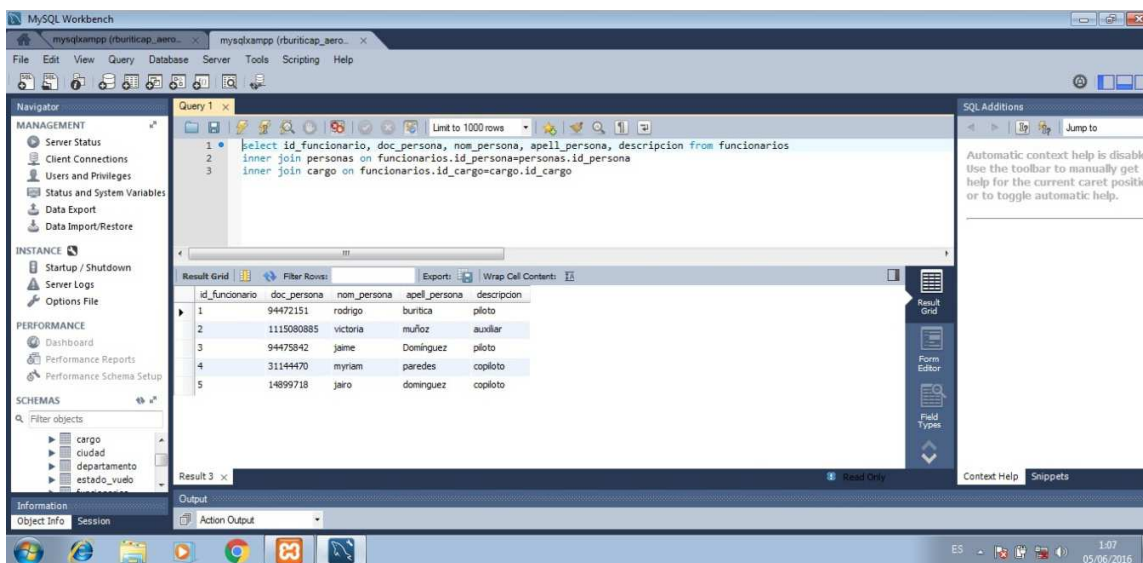 MySQL Workbench
mysqlxampp (rburiticap_aero... ×
mysqlxampp (rburiticap_aero... ×
File Edit View Query Database Server Tools Scripting Help
Navigator
MANAGEMENT
Server Status
Client Connections
Users and Privileges
Status and System Variables
Data Export
Data Import/Restore
INSTANCE
Startup / Shutdown
Server Logs
Options File
PERFORMANCE
Dashboard
Performance Reports
Performance Schema Setup
SCHEMAS
Filter objects
cargo
ciudad
departamento
estado_vuelo
Information
Object Info Session
Query 1 ×
Limit to 1000 rows
1 select id_funcionario, doc_persona, nom_persona, apell_persona, descripcion from funcionarios
2 inner join personas on funcionarios.id_persona=personas.id_persona
3 inner join cargo on funcionarios.id_cargo=cargo.id_cargo
Result Grid Filter Rows: Export: Wrap Cell Content:
id_funcionario doc_persona nom_persona apell_persona descripcion
1 94472151 rodrigo buritica piloto
2 1115080885 victoria muñoz auxiliar
3 94475842 jaime Domínguez piloto
4 31144470 myriam paredes copiloto
5 14899718 jairo dominguez copiloto
Result Grid
Form Editor
Field Types
Result 3 ×
Read Only
Output
Action Output
SQL Additions
Jump to
Automatic context help is disable
Use the toolbar to manually get
help for the current caret positi
or to toggle automatic help.
Context Help Snippets
ES
1:07
05/06/2016